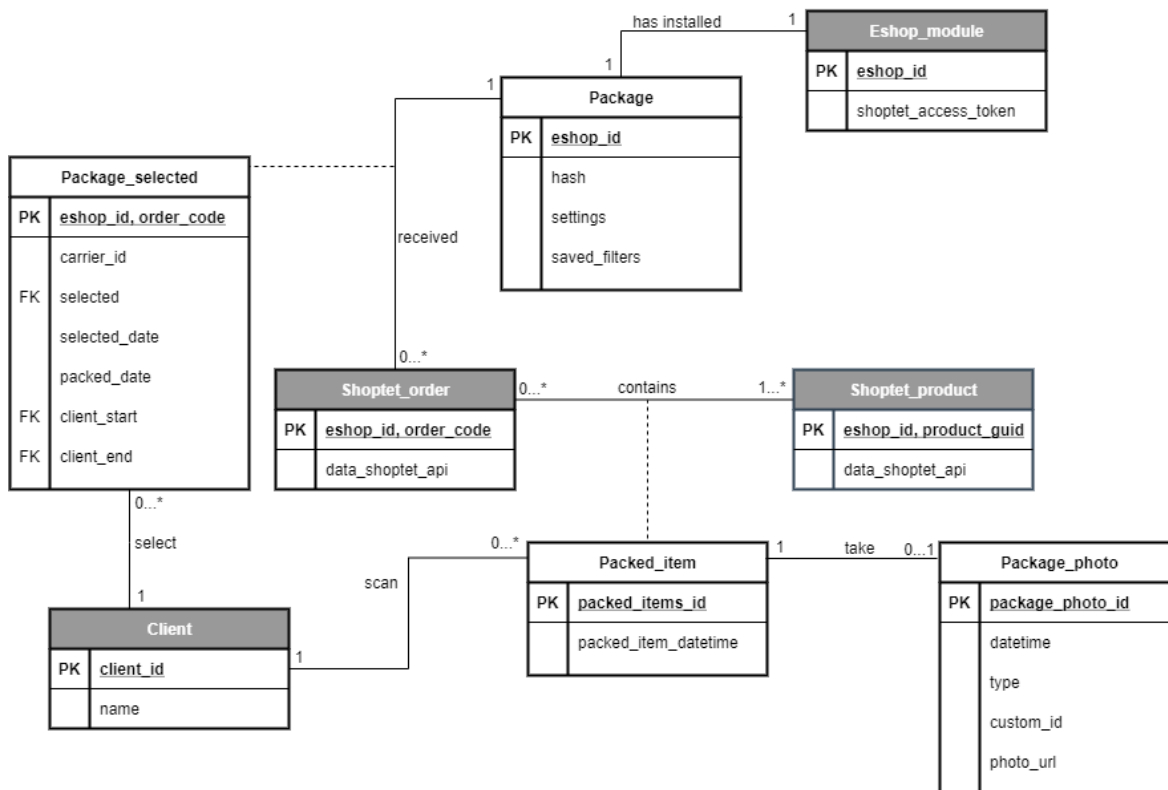 has installed
1
1
Eshop_module
PK eshop_id
shoptet_access_token
1
Package
PK eshop_id
hash
settings
saved_filters
Package_selected
PK eshop_id, order_code
carrier_id
FK selected
selected_date
packed_date
FK client_start
FK client_end
received
0...*
Shoptet_order
PK eshop_id, order_code
data_shoptet_api
0...*
contains
1...*
Shoptet_product
PK eshop_id, product_guid
data_shoptet_api
0...*
select
1
Client
PK client_id
name
1
scan
0...*
Packed_item
PK packed_items_id
packed_item_datetime
1
take
0...1
Package_photo
PK package_photo_id
datetime
type
custom_id
photo_url